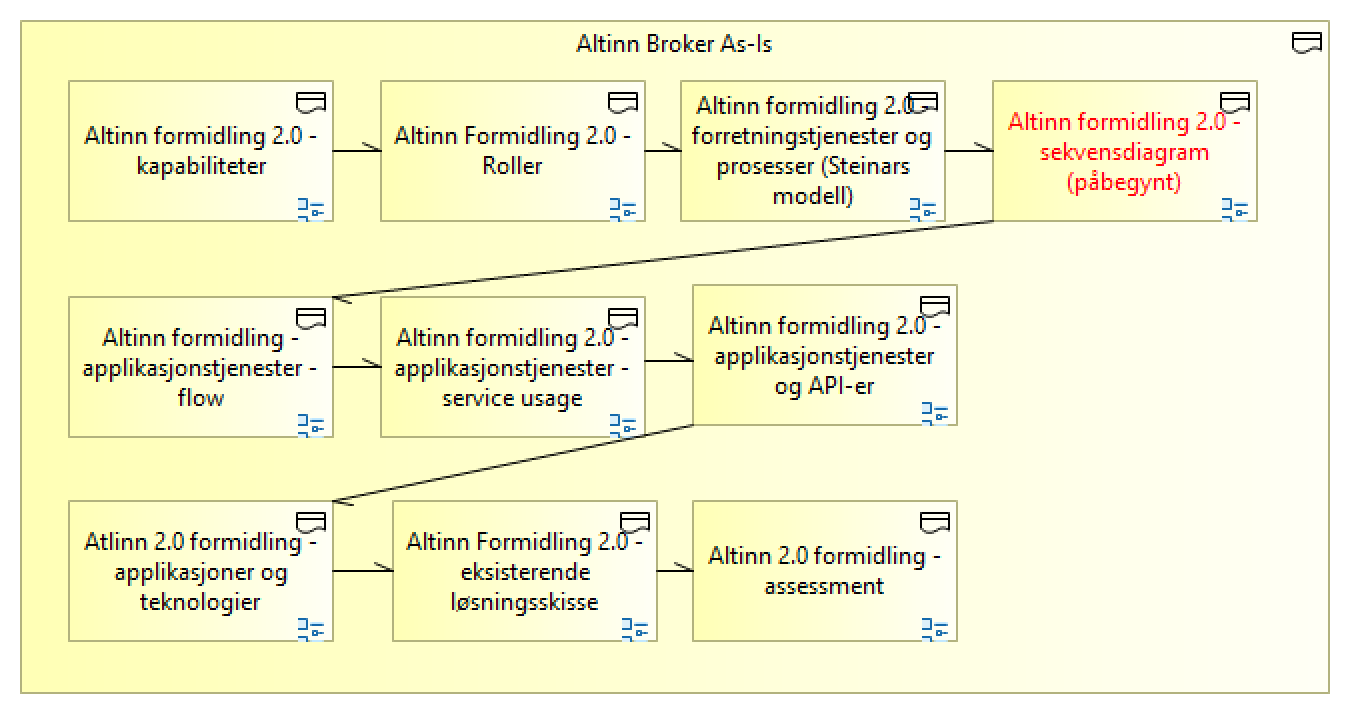 Altinn Broker As-Is
Altinn formidling 2.0 -
kapabiliteter
Altinn Formidling 2.0 -
Roller
Altinn formidling 2.0 -
forretningstjenester og
prosesser (Steinars
modell)
Altinn formidling 2.0 -
sekvensdiagram
(påbegynt)
Altinn formidling -
applikasjonstjenester -
flow
Altinn formidling 2.0 -
applikasjonstjenester -
service usage
Altinn formidling 2.0 -
applikasjonstjenester
og API-er
Atlinn 2.0 formidling -
applikasjoner og
teknologier
Altinn Formidling 2.0 -
eksisterende
løsningsskisse
Altinn 2.0 formidling -
assessment